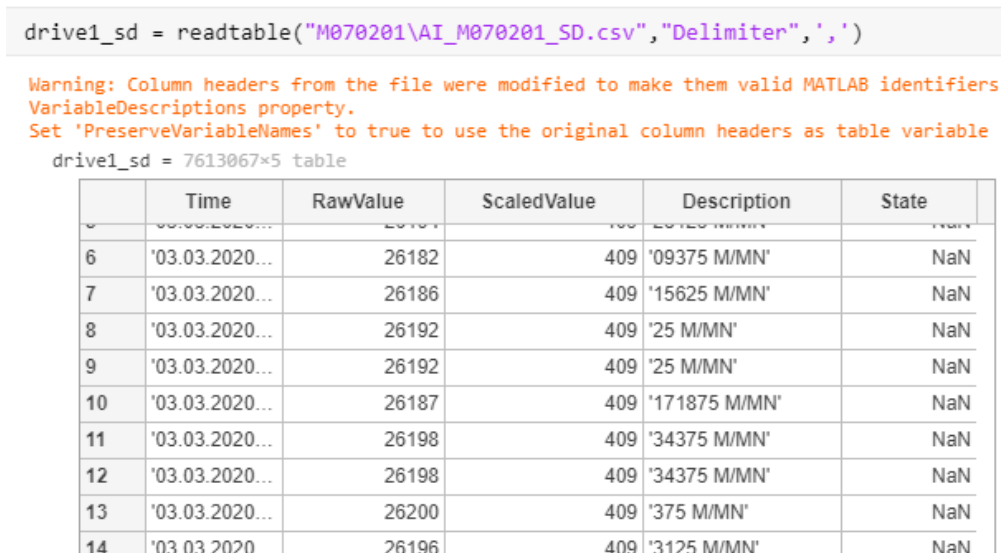 drive1_sd = readtable("M070201\AI_M070201_SD.csv","Delimiter",',')
Warning: Column headers from the file were modified to make them valid MATLAB identifiers
VariableDescriptions property.
Set 'PreserveVariableNames' to true to use the original column headers as table variable
drive1_sd = 7613067×5 table
Time RawValue ScaledValue Description State
6 '03.03.2020... 26182 409 '09375 M/MN' NaN
7 '03.03.2020... 26186 409 '15625 M/MN' NaN
8 '03.03.2020... 26192 409 '25 M/MN' NaN
9 '03.03.2020... 26192 409 '25 M/MN' NaN
10 '03.03.2020... 26187 409 '171875 M/MN' NaN
11 '03.03.2020... 26198 409 '34375 M/MN' NaN
12 '03.03.2020... 26198 409 '34375 M/MN' NaN
13 '03.03.2020... 26200 409 '375 M/MN' NaN
14 '03.03.2020... 26196 409 '3125 M/MN' NaN